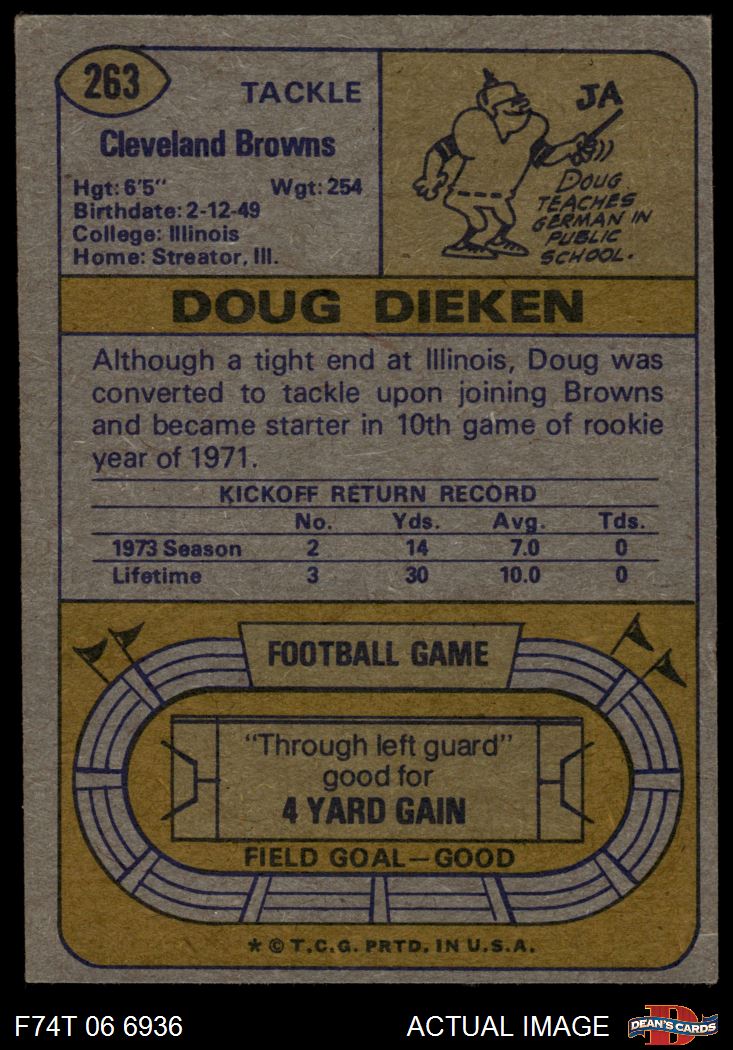 263
TACKLE
Cleveland Browns
Hgt: 6'5" Wgt: 254
Birthdate: 2-12-49
College: Illinois
Home: Streator, Ill.
JA
DOUG
TEACHES
GERMAN IN
PUBLIC
SCHOOL.
DOUG DIEKEN
Although a tight end at Illinois, Doug was
converted to tackle upon joining Browns
and became starter in 10th game of rookie
year of 1971.
KICKOFF RETURN RECORD
No. Yds. Avg. Tds.
1973 Season 2 14 7.0 0
Lifetime 3 30 10.0 0
FOOTBALL GAME
"Through left guard"
good for
4 YARD GAIN
FIELD GOAL—GOOD
* © T.C.G. PRTD. IN U.S.A.
F74T 06 6936 ACTUAL IMAGE
D
DEAN'S CARDS